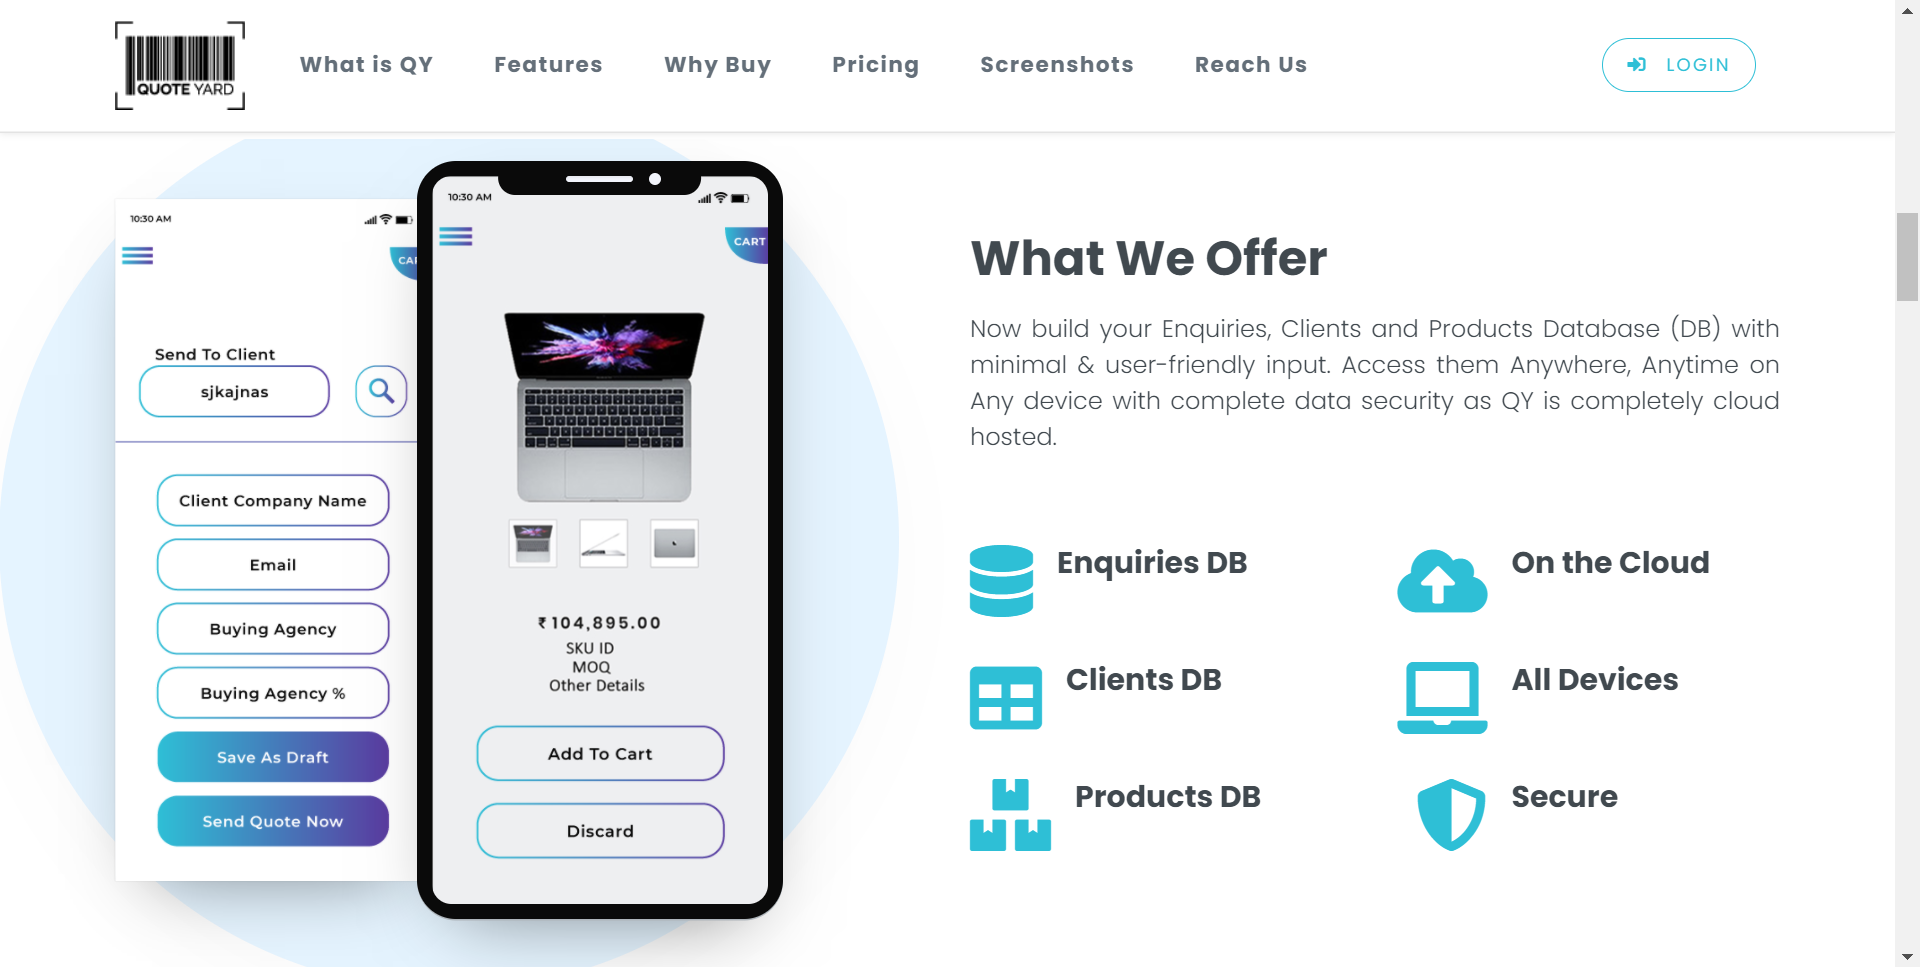 QUOTE YARD
What is QY
Features
Why Buy
Pricing
Screenshots
Reach Us
LOGIN
10:30 AM
CAR
Send To Client
sjkajnas
Client Company Name
Email
Buying Agency
Buying Agency %
Save As Draft
Send Quote Now
10:30 AM
CART
₹104,895.00
SKU ID
MOQ
Other Details
Add To Cart
Discard
What We Offer
Now build your Enquiries, Clients and Products Database (DB) with
minimal & user-friendly input. Access them Anywhere, Anytime on
Any device with complete data security as QY is completely cloud
hosted.
Enquiries DB
On the Cloud
Clients DB
All Devices
Products DB
Secure